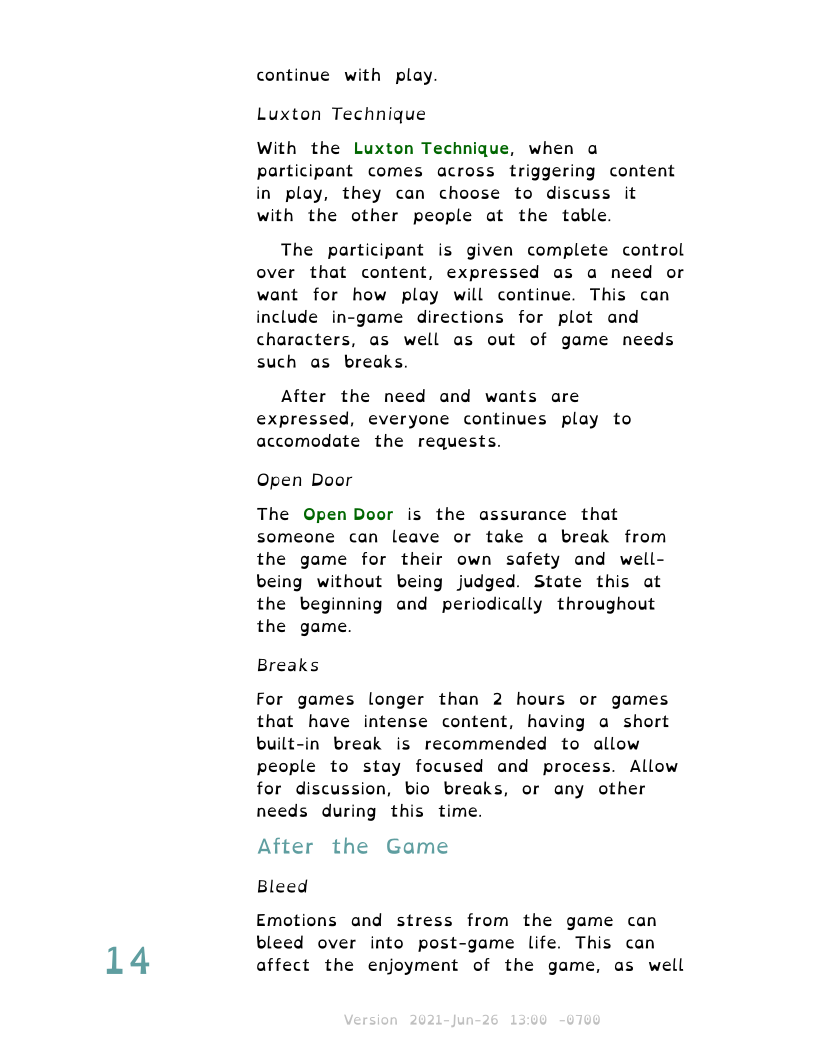 continue with play.
Luxton Technique
With the Luxton Technique, when a
participant comes across triggering content
in play, they can choose to discuss it
with the other people at the table.
The participant is given complete control
over that content, expressed as a need or
want for how play will continue. This can
include in-game directions for plot and
characters, as well as out of game needs
such as breaks.
After the need and wants are
expressed, everyone continues play to
accomodate the requests.
Open Door
The Open Door is the assurance that
someone can leave or take a break from
the game for their own safety and well-
being without being judged. State this at
the beginning and periodically throughout
the game.
Breaks
For games longer than 2 hours or games
that have intense content, having a short
built-in break is recommended to allow
people to stay focused and process. Allow
for discussion, bio breaks, or any other
needs during this time.
After the Game
Bleed
Emotions and stress from the game can
bleed over into post-game life. This can
affect the enjoyment of the game, as well
14
Version 2021-Jun-26 13:00 -0700